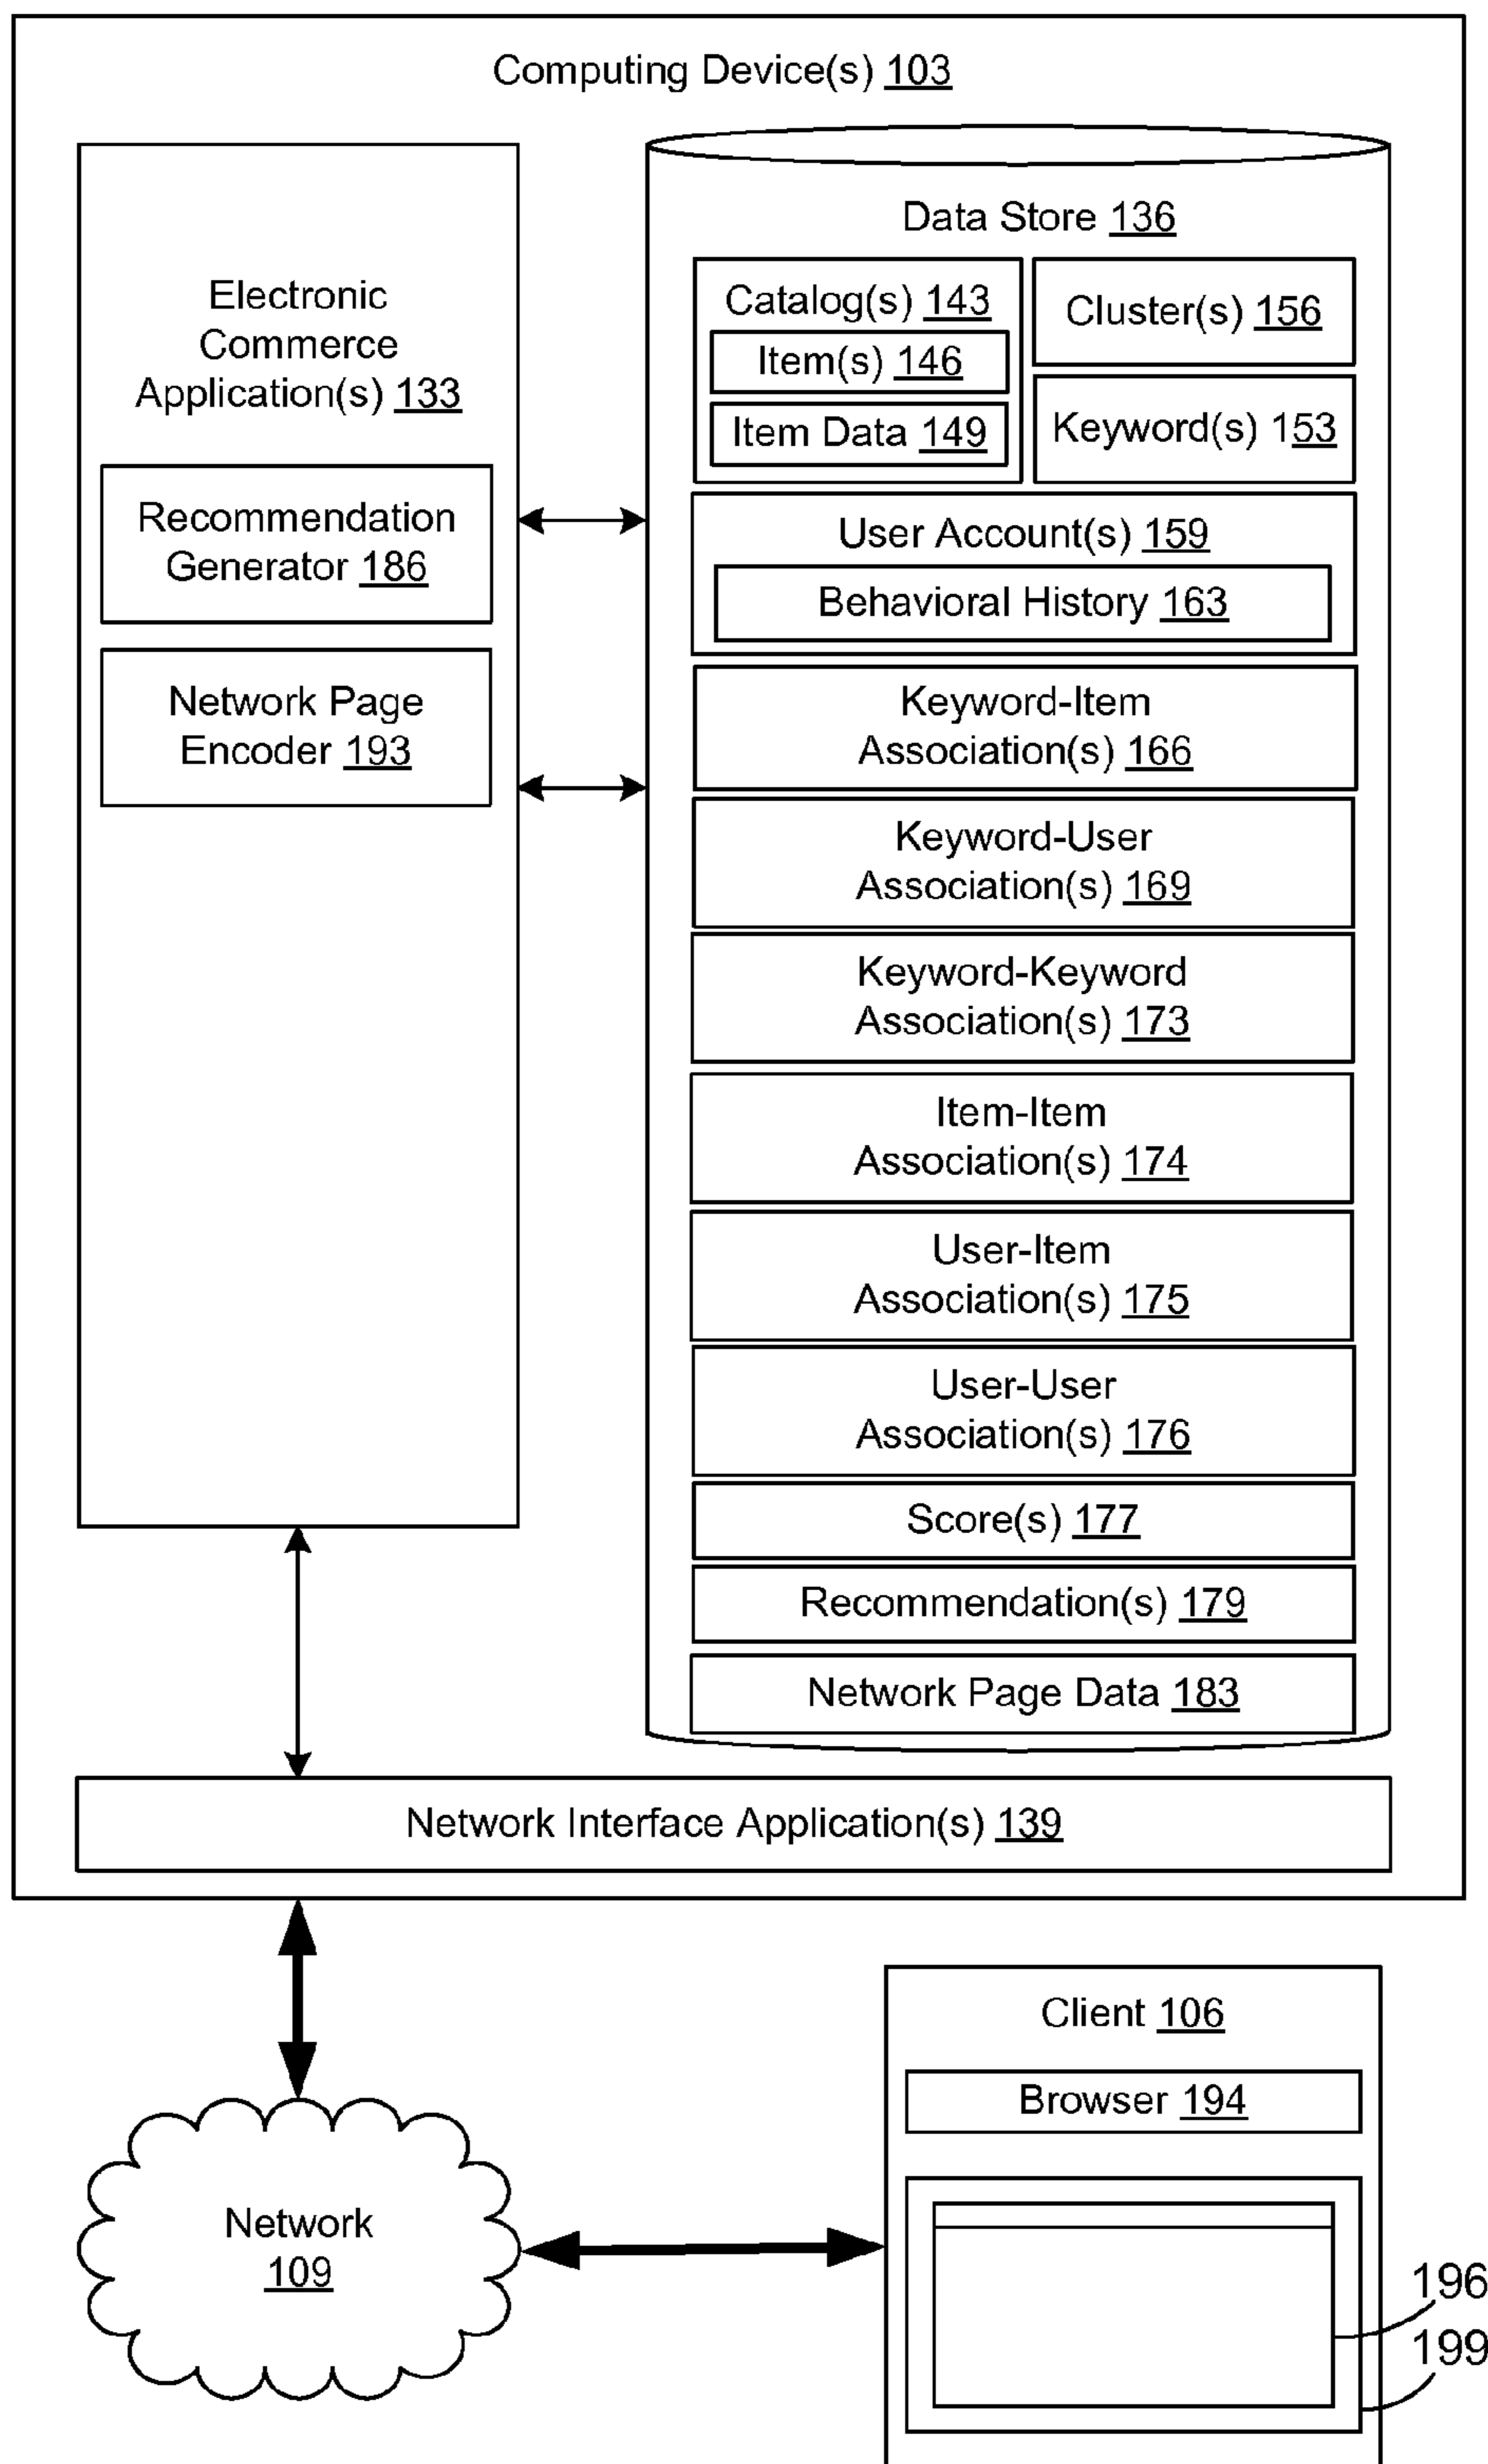 Computing Device(s) 103
Electronic
Commerce
Application(s) 133
Recommendation
Generator 186
Network Page
Encoder 193
Data Store 136
Catalog(s) 143
Item(s) 146
Item Data 149
Cluster(s) 156
Keyword(s) 153
User Account(s) 159
Behavioral History 163
Keyword-Item
Association(s) 166
Keyword-User
Association(s) 169
Keyword-Keyword
Association(s) 173
Item-Item
Association(s) 174
User-Item
Association(s) 175
User-User
Association(s) 176
Score(s) 177
Recommendation(s) 179
Network Page Data 183
Network Interface Application(s) 139
Network
109
Client 106
Browser 194
196
199